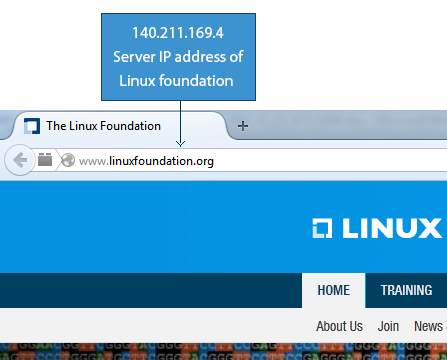 140.211.169.4
Server IP address of
Linux foundation
The Linux Foundation
www.linuxfoundation.org
LINUX
HOME TRAINING
About Us Join News